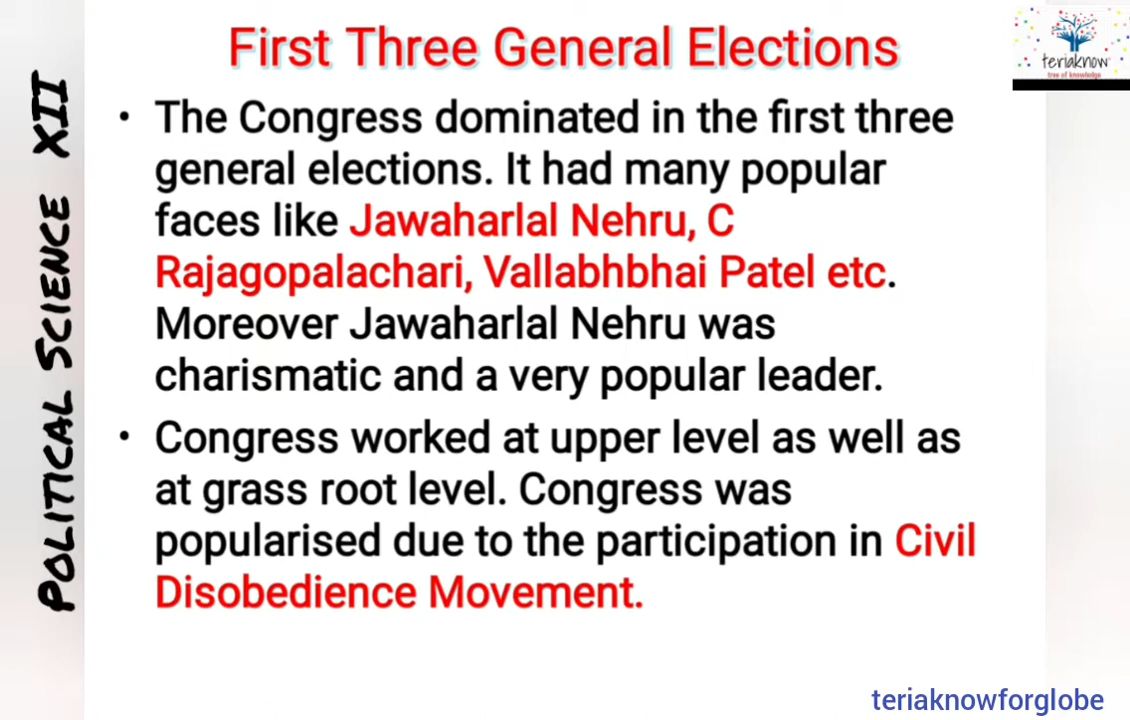 First Three General Elections
teriaknow
tree of knowledge
POLITICAL SCIENCE XII
• The Congress dominated in the first three
general elections. It had many popular
faces like Jawaharlal Nehru, C
Rajagopalachari, Vallabhbhai Patel etc.
Moreover Jawaharlal Nehru was
charismatic and a very popular leader.
• Congress worked at upper level as well as
at grass root level. Congress was
popularised due to the participation in Civil
Disobedience Movement.
teriaknowforglobe